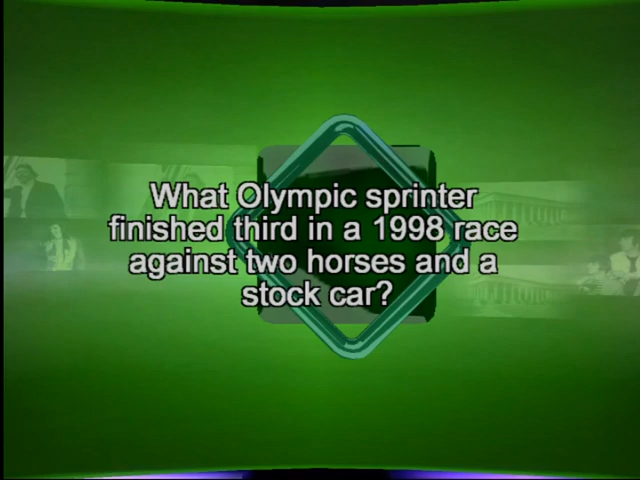 What Olympic sprinter
finished third in a 1998 race
against two horses and a
stock car?